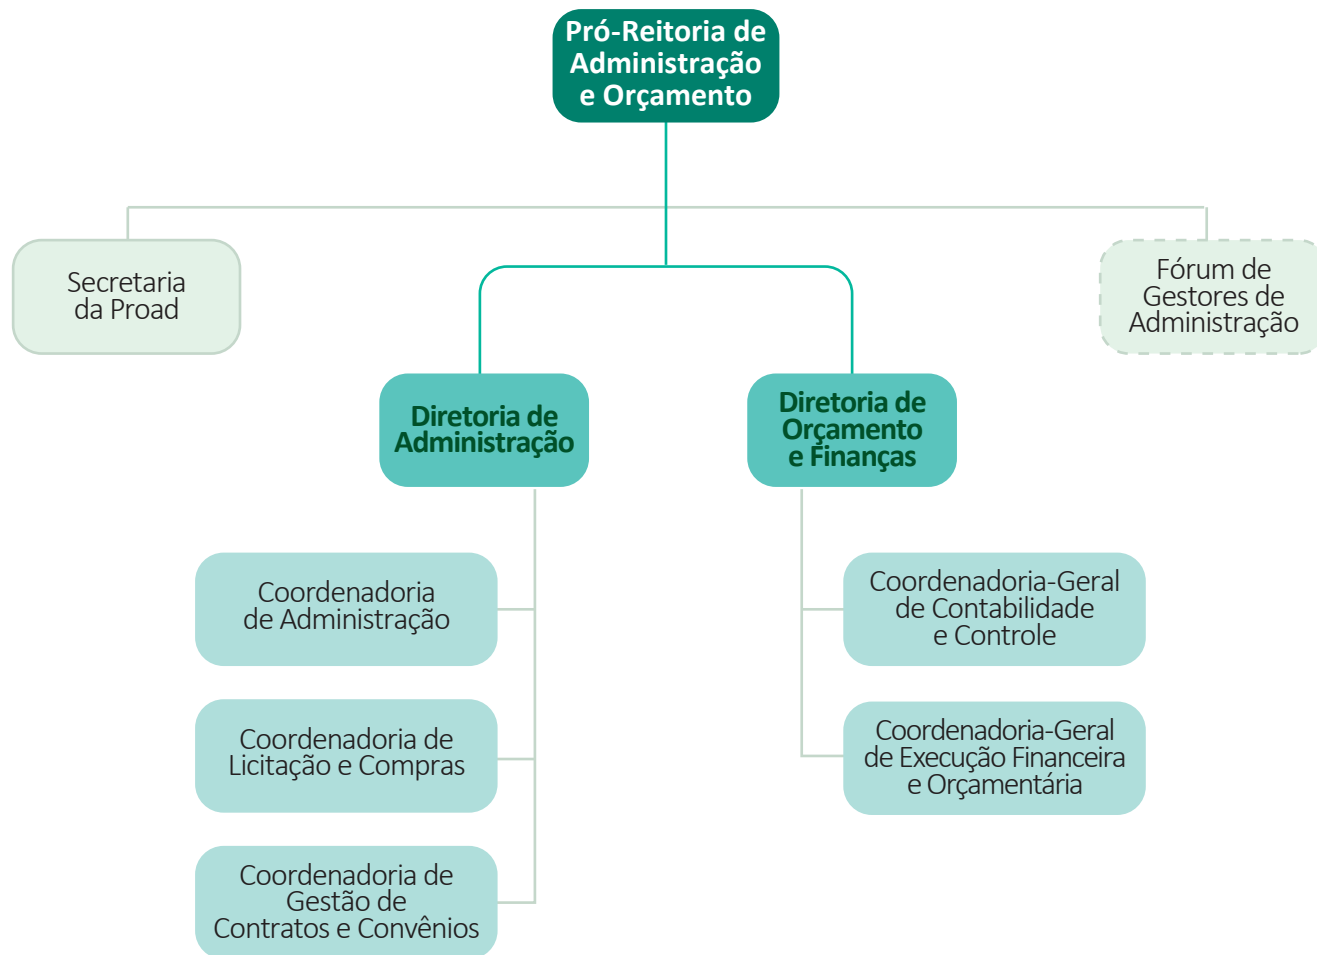 Pró-Reitoria de
Administração
e Orçamento
Secretaria
da Proad
Fórum de
Gestores de
Administração
Diretoria de
Administração
Diretoria de
Orçamento
e Finanças
Coordenadoria
de Administração
Coordenadoria de
Licitação e Compras
Coordenadoria de
Gestão de
Contratos e Convênios
Coordenadoria-Geral
de Contabilidade
e Controle
Coordenadoria-Geral
de Execução Financeira
e Orçamentária